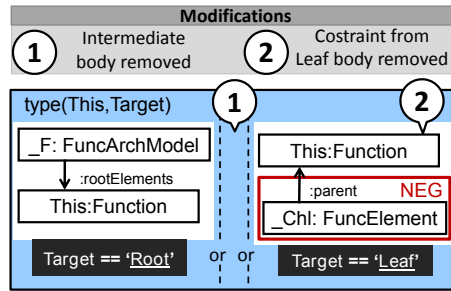 Modifications
1 Intermediate body removed
2 Costraint from Leaf body removed
type(This,Target)
1
2
_F: FuncArchModel
:rootElements
This:Function
Target == 'Root'
or or
This:Function
:parent
NEG
_Chl: FuncElement
Target == 'Leaf'